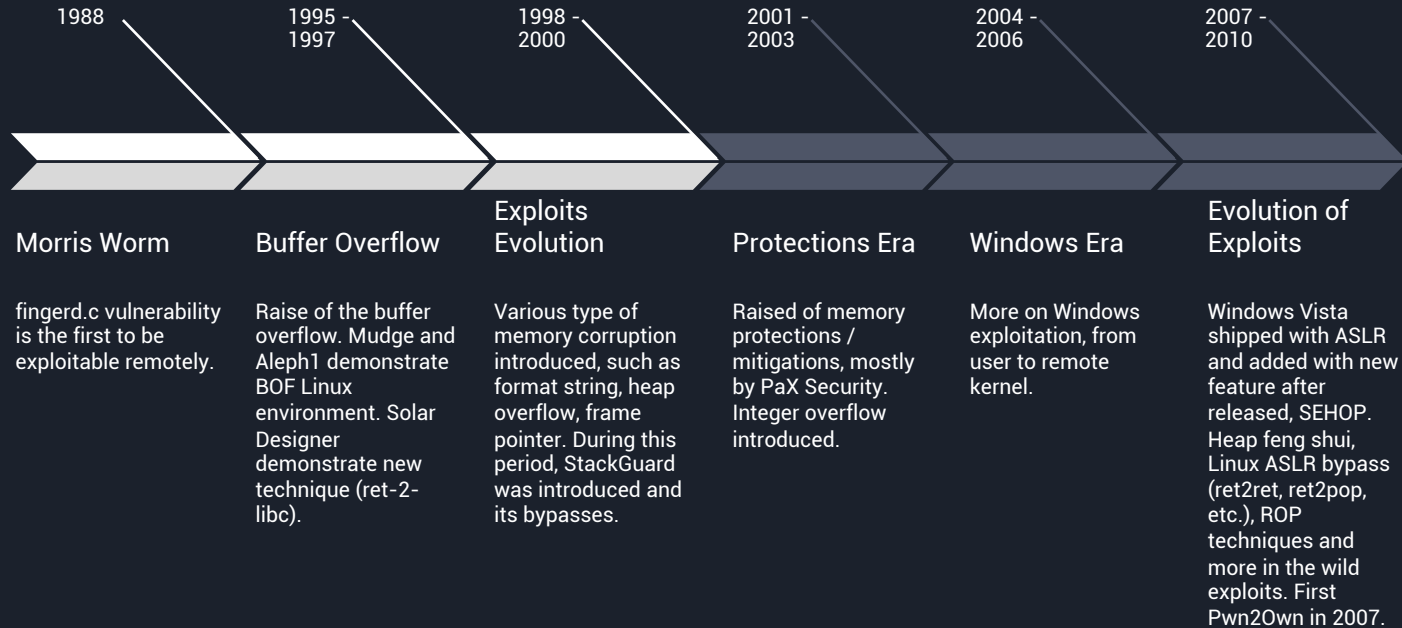 1988
1995 -
1997
1998 -
2000
2001 -
2003
2004 -
2006
2007 -
2010
Morris Worm
fingerd.c vulnerability
is the first to be
exploitable remotely.
Buffer Overflow
Raise of the buffer
overflow. Mudge and
Aleph1 demonstrate
BOF Linux
environment. Solar
Designer
demonstrate new
technique (ret-2-
libc).
Exploits
Evolution
Various type of
memory corruption
introduced, such as
format string, heap
overflow, frame
pointer. During this
period, StackGuard
was introduced and
its bypasses.
Protections Era
Raised of memory
protections /
mitigations, mostly
by PaX Security.
Integer overflow
introduced.
Windows Era
More on Windows
exploitation, from
user to remote
kernel.
Evolution of
Exploits
Windows Vista
shipped with ASLR
and added with new
feature after
released, SEHOP.
Heap feng shui,
Linux ASLR bypass
(ret2ret, ret2pop,
etc.), ROP
techniques and
more in the wild
exploits. First
Pwn2Own in 2007.